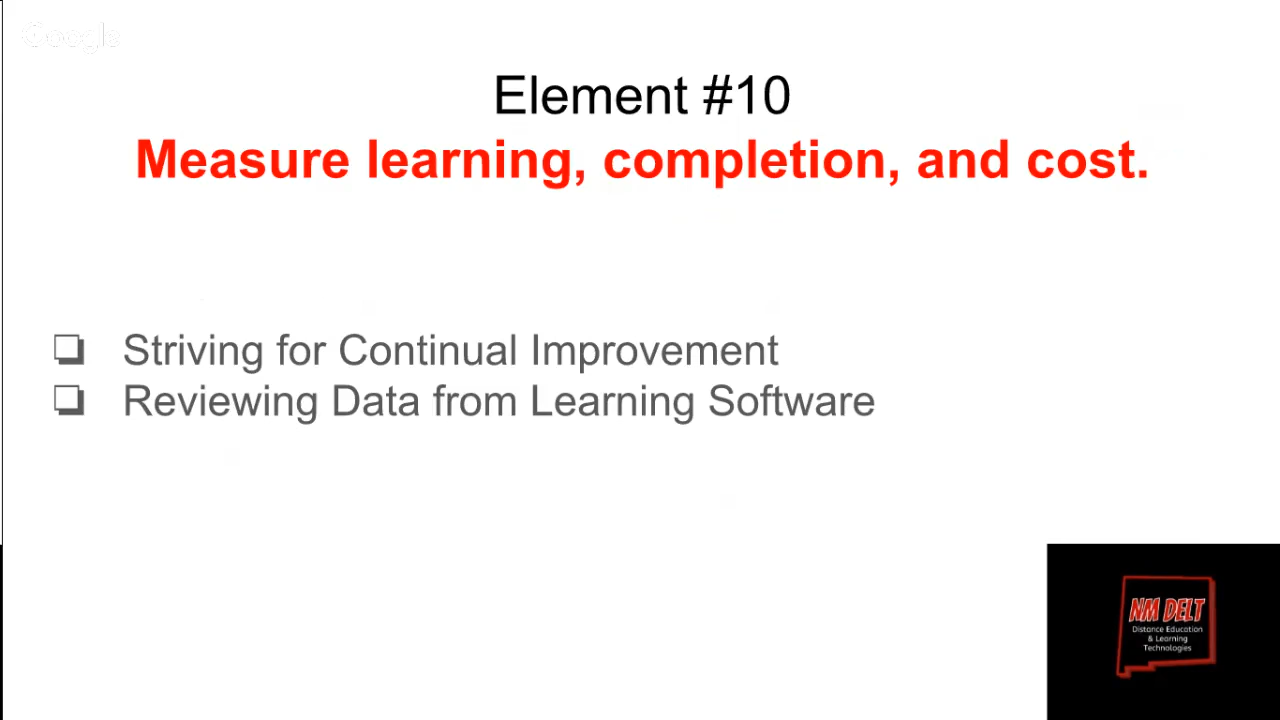 Google
Element #10
Measure learning, completion, and cost.
❏ Striving for Continual Improvement
❏ Reviewing Data from Learning Software
NM DELT
Distance Education
& Learning
Technologies